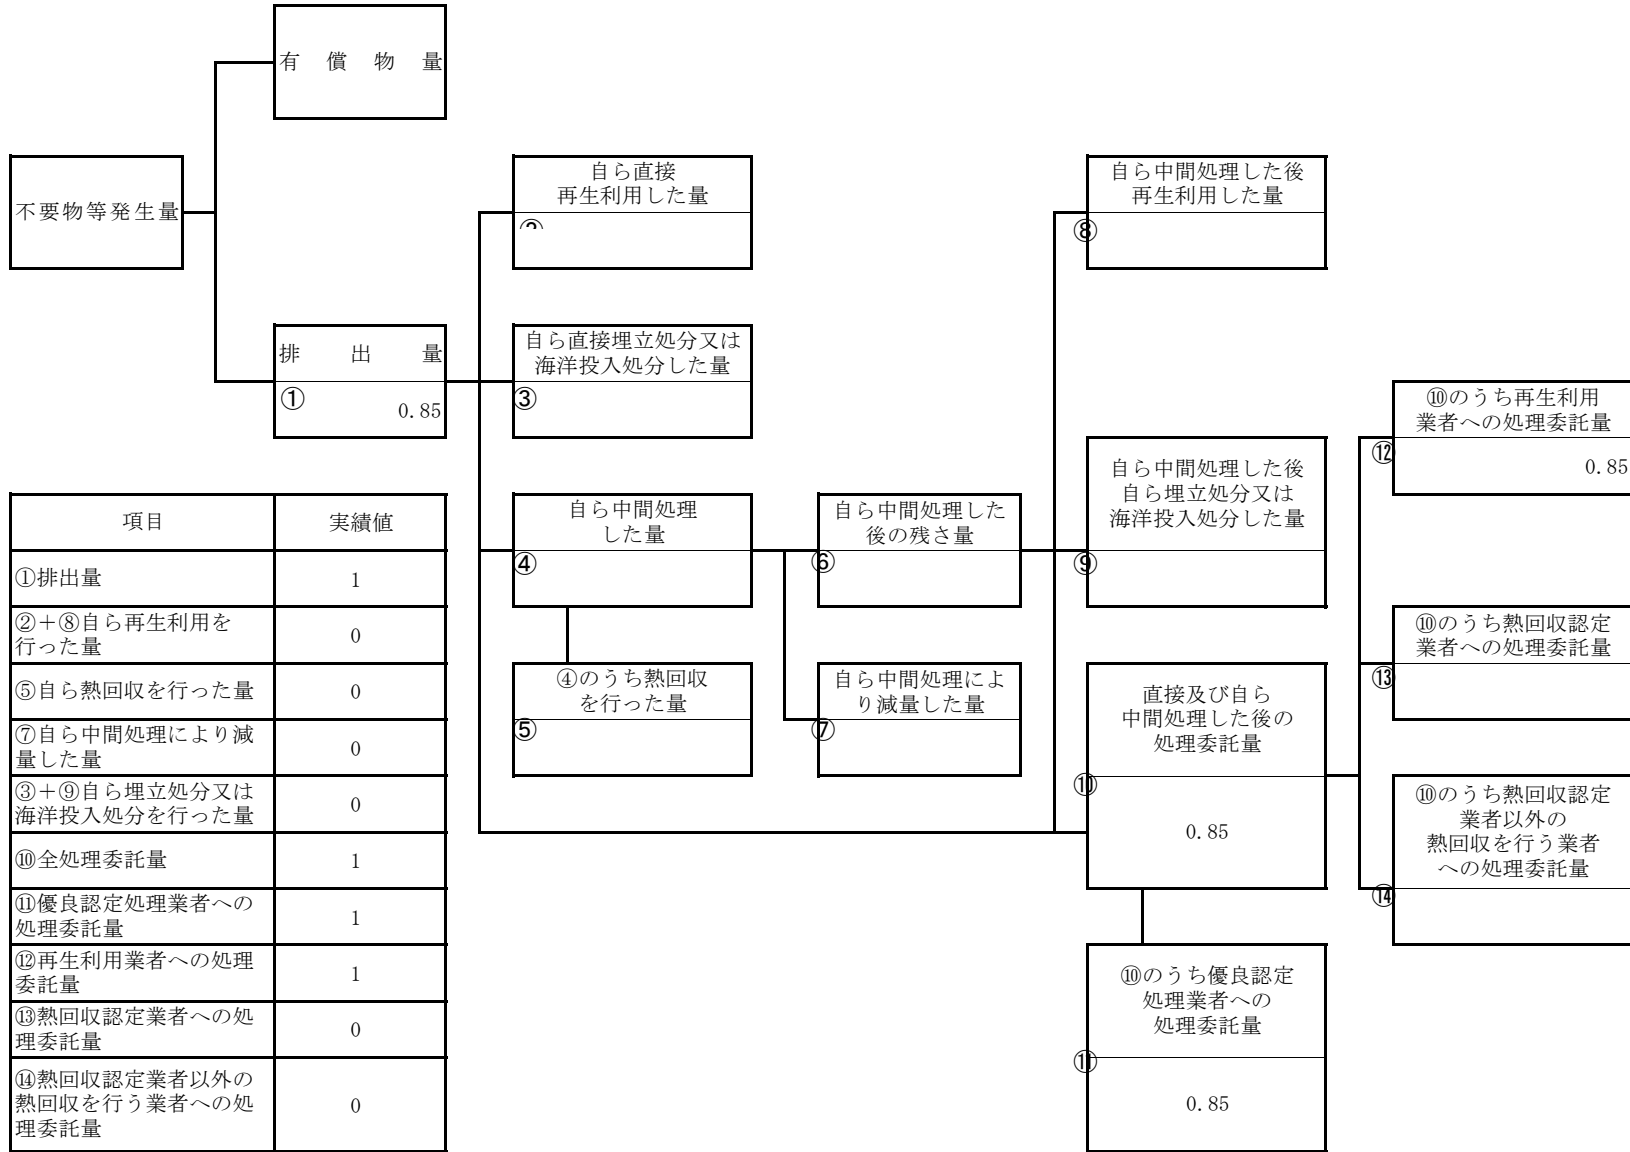 有償物量
不要物等発生量
自ら直接
再生利用した量
②
自ら中間処理した後
再生利用した量
⑧
排出量
①
0.85
自ら直接埋立処分又は
海洋投入処分した量
③
⑩のうち再生利用
業者への処理委託量
⑫
0.85
自ら中間処理した後
自ら埋立処分又は
海洋投入処分した量
⑨
自ら中間処理
した量
④
自ら中間処理した
後の残さ量
⑥
⑩のうち熱回収認定
業者への処理委託量
⑬
④のうち熱回収
を行った量
⑤
自ら中間処理によ
り減量した量
⑦
直接及び自ら
中間処理した後の
処理委託量
⑩
0.85
⑩のうち熱回収認定
業者以外の
熱回収を行う業者
への処理委託量
⑭
⑩のうち優良認定
処理業者への
処理委託量
⑪
0.85
項目 実績値
①排出量 1
②+⑧自ら再生利用を
行った量 0
⑤自ら熱回収を行った量 0
⑦自ら中間処理により減
量した量 0
③+⑨自ら埋立処分又は
海洋投入処分を行った量 0
⑩全処理委託量 1
⑪優良認定処理業者への
処理委託量 1
⑫再生利用業者への処理
委託量 1
⑬熱回収認定業者への処
理委託量 0
⑭熱回収認定業者以外の
熱回収を行う業者への処
理委託量 0